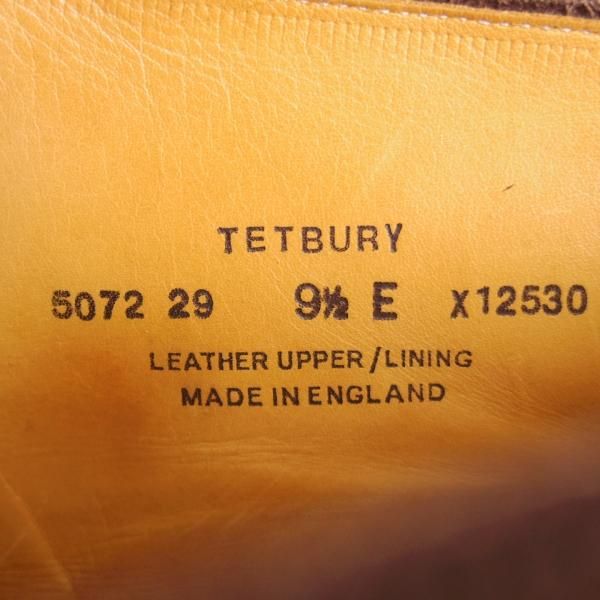 TETBURY
5072 29 9½ E X12530
LEATHER UPPER/LINING
MADE IN ENGLAND